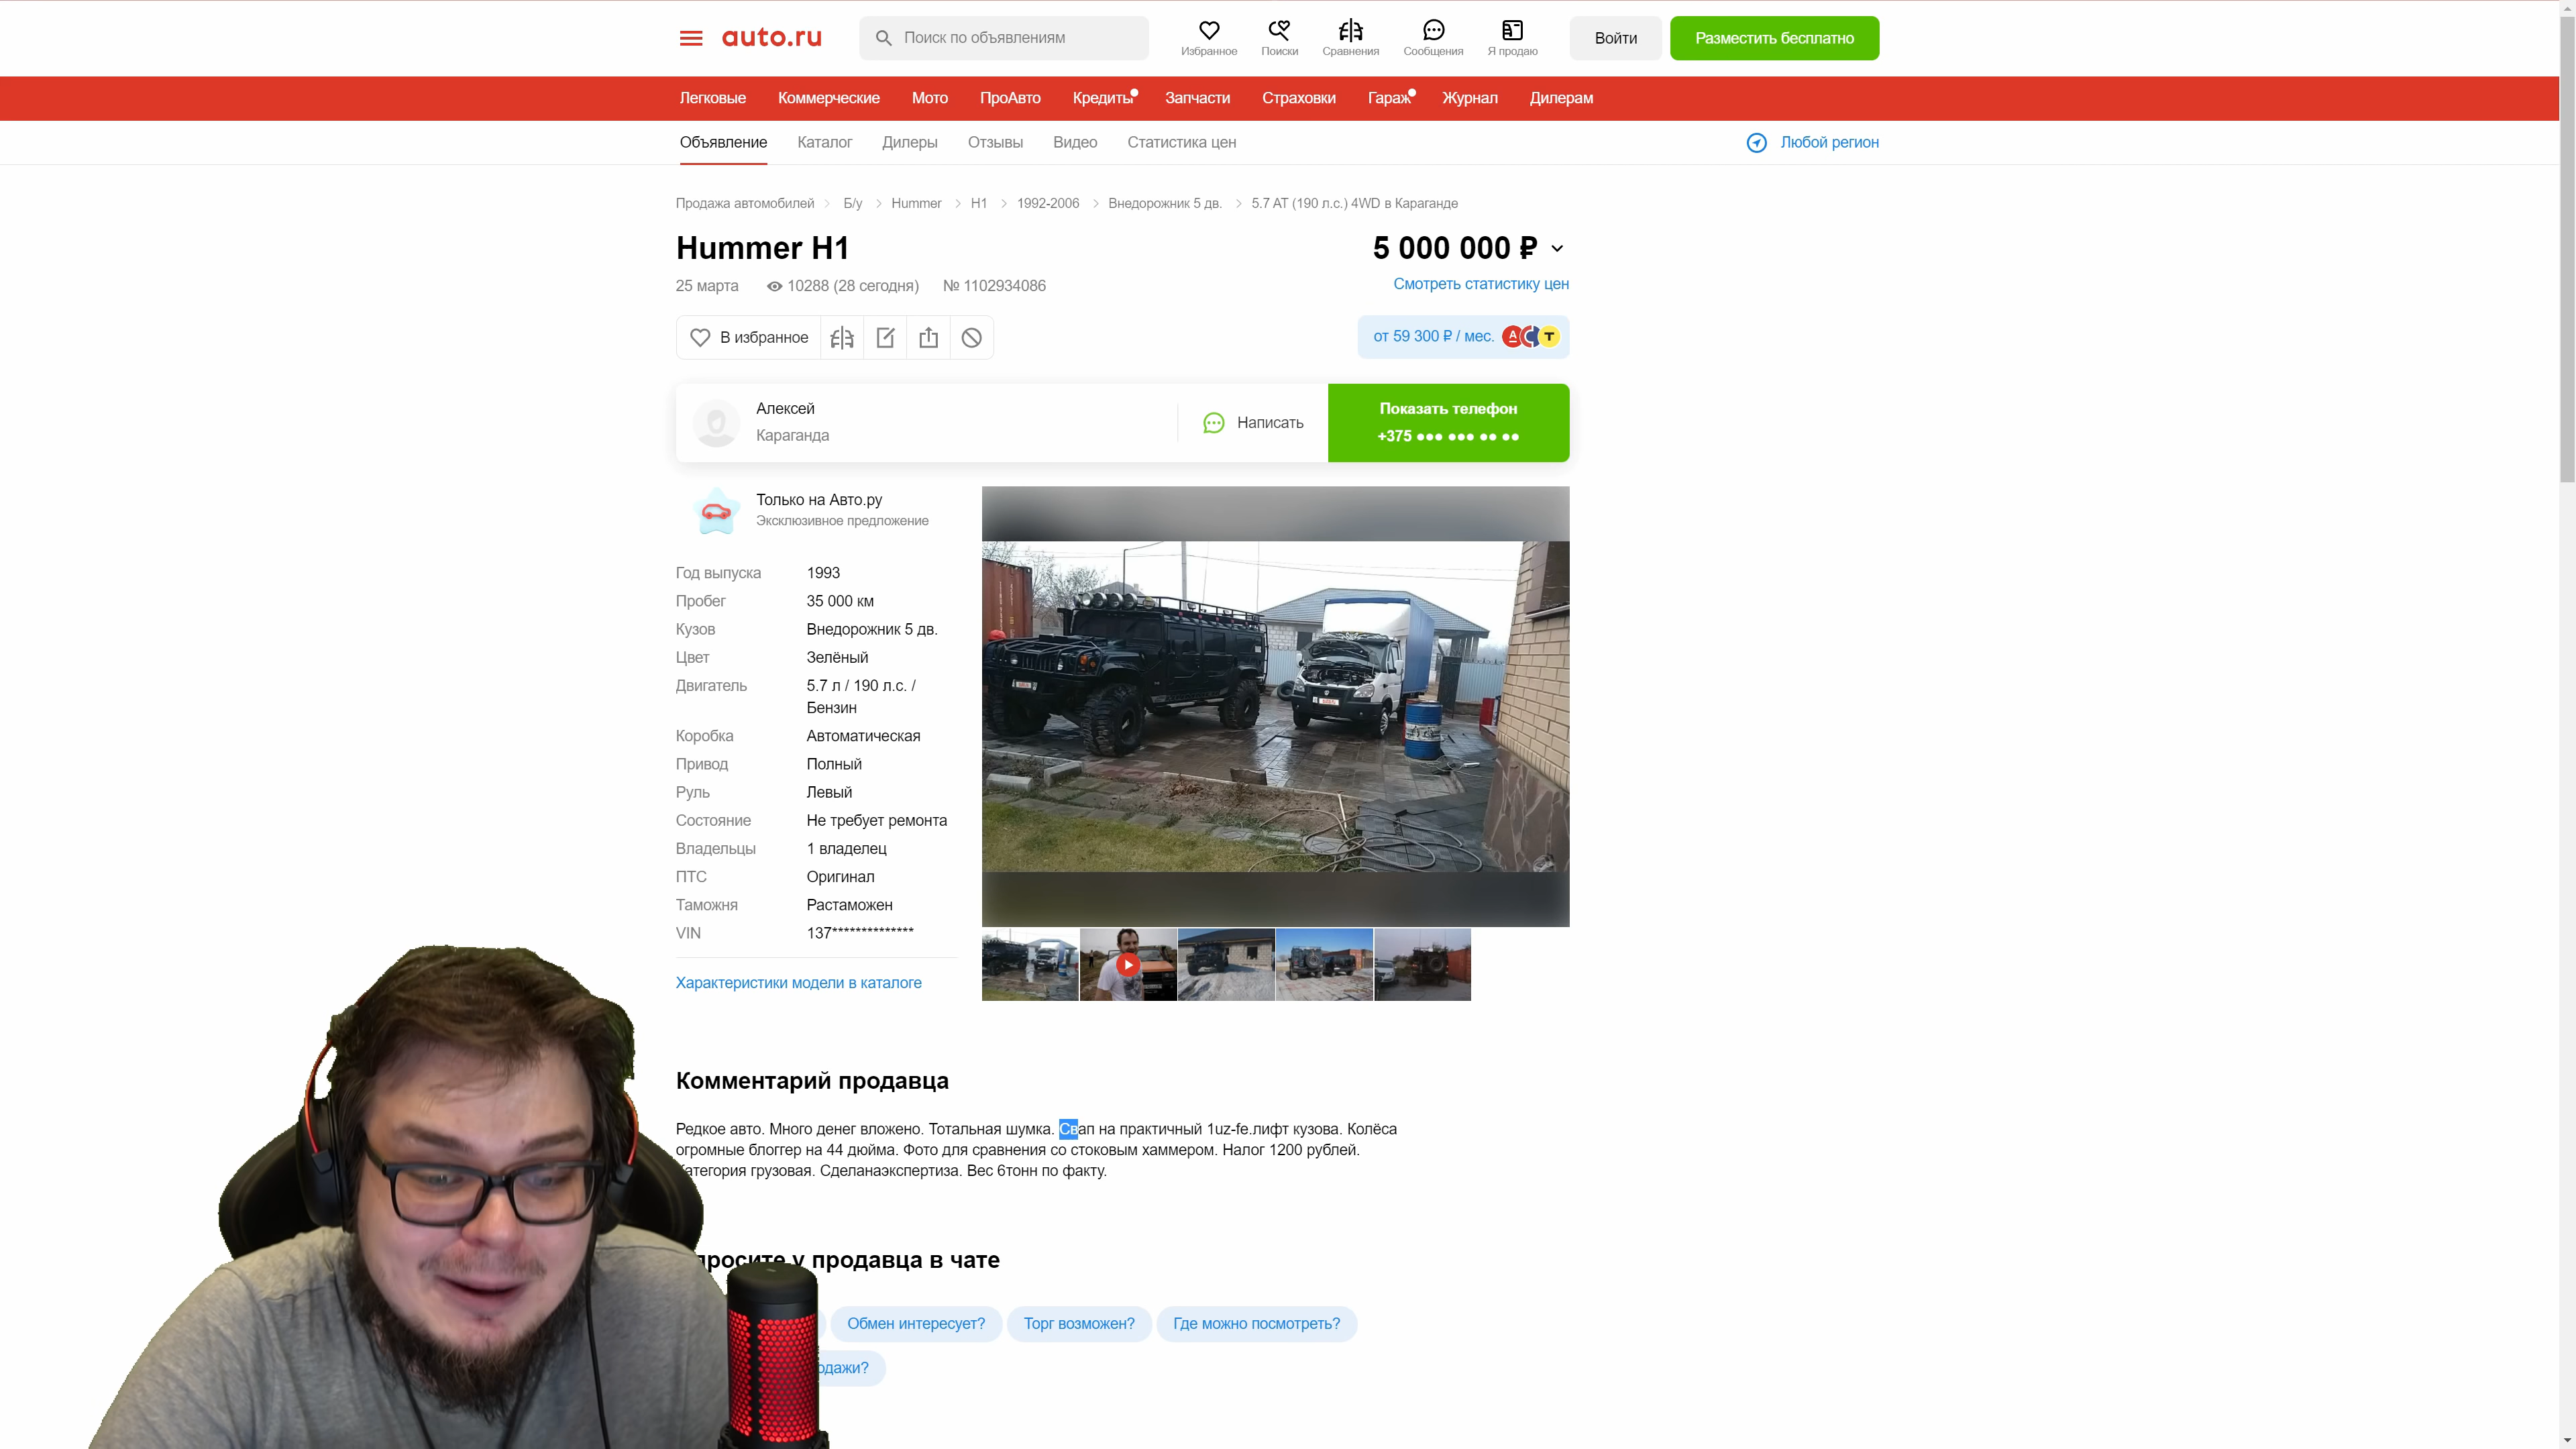 auto.ru
Поиск по объявлениям
Избранное
Поиски
Сравнения
Сообщения
Я продаю
Войти
Разместить бесплатно
Легковые Коммерческие Мото ПроАвто Кредиты Запчасти Страховки Гараж Журнал Дилерам
Объявление Каталог Дилеры Отзывы Видео Статистика цен
Любой регион
Продажа автомобилей Б/у Hummer H1 1992-2006 Внедорожник 5 дв. 5.7 AT (190 л.с.) 4WD в Караганде
Hummer H1
5 000 000 ₽
25 марта 10288 (28 сегодня) № 1102934086
Смотреть статистику цен
В избранное
от 59 300 ₽ / мес.
Алексей
Караганда
Написать
Показать телефон
+375 ●●● ●●● ●● ●●
Только на Авто.ру
Эксклюзивное предложение
Год выпуска 1993
Пробег 35 000 км
Кузов Внедорожник 5 дв.
Цвет Зелёный
Двигатель 5.7 л / 190 л.с. /
Бензин
Коробка Автоматическая
Привод Полный
Руль Левый
Состояние Не требует ремонта
Владельцы 1 владелец
ПТС Оригинал
Таможня Растаможен
VIN 137**************
Характеристики модели в каталоге
Комментарий продавца
Редкое авто. Много денег вложено. Тотальная шумка. Свап на практичный 1uz-fe.лифт кузова. Колёса
огромные блоггер на 44 дюйма. Фото для сравнения со стоковым хаммером. Налог 1200 рублей.
категория грузовая. Сделанаэкспертиза. Вес 6тонн по факту.
просите у продавца в чате
Обмен интересует? Торг возможен? Где можно посмотреть?
одажи?